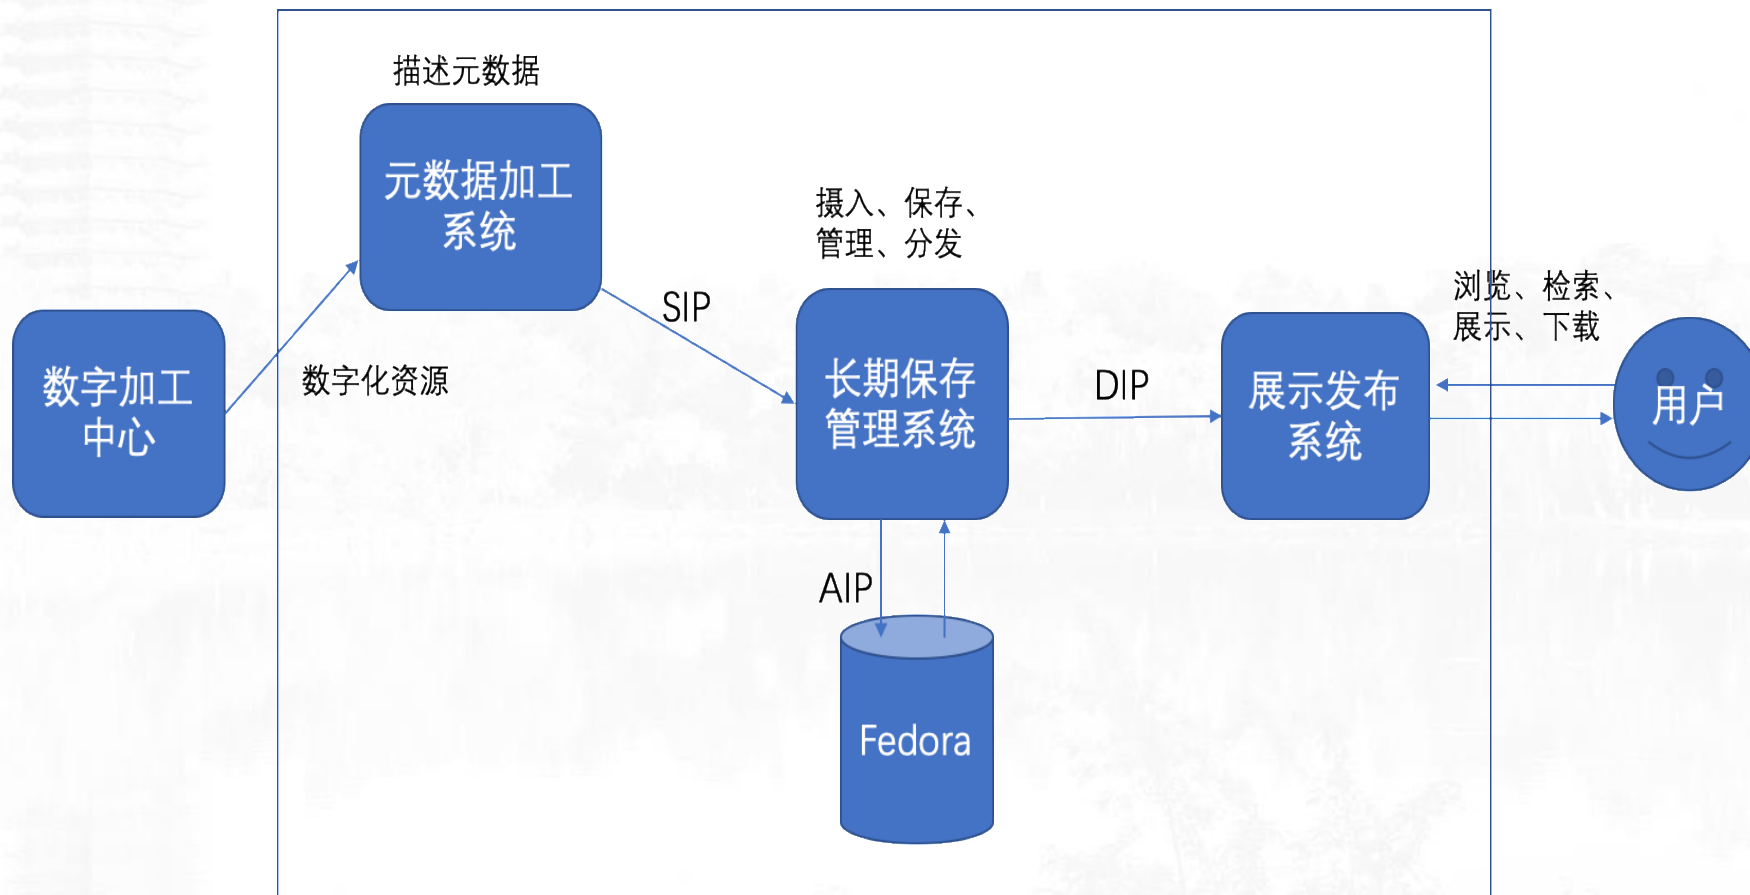 描述元数据
元数据加工
系统
摄入、保存、
管理、分发
SIP
浏览、检索、
展示、下载
数字加工
中心
数字化资源
长期保存
管理系统
DIP
展示发布
系统
用户
AIP
Fedora